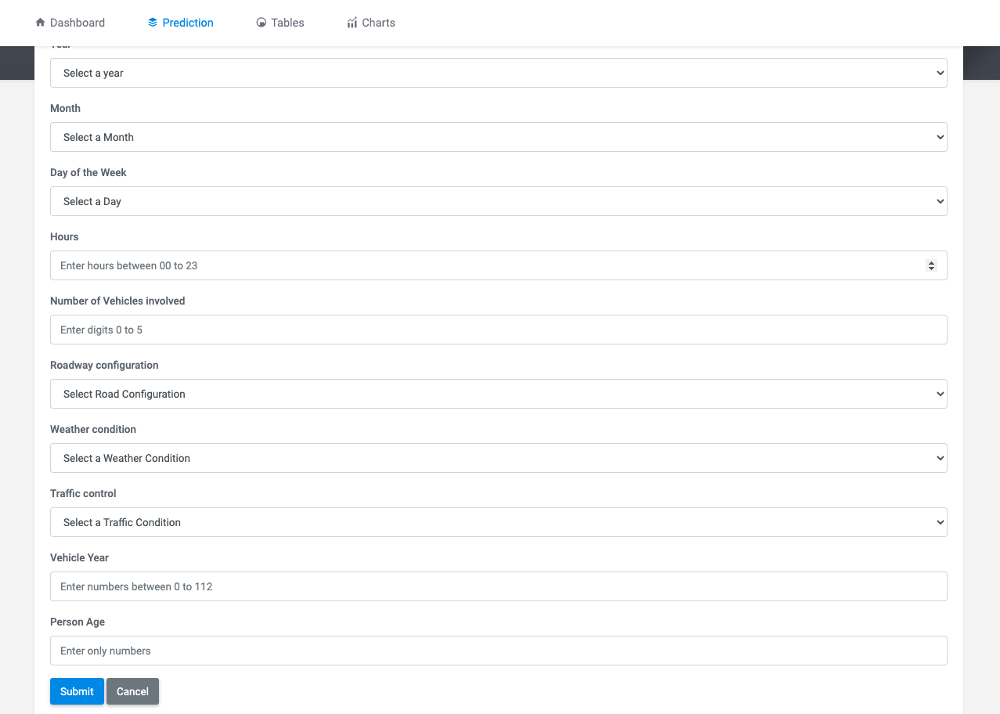 Dashboard Prediction Tables Charts
Year
Select a year
Month
Select a Month
Day of the Week
Select a Day
Hours
Enter hours between 00 to 23
Number of Vehicles involved
Enter digits 0 to 5
Roadway configuration
Select Road Configuration
Weather condition
Select a Weather Condition
Traffic control
Select a Traffic Condition
Vehicle Year
Enter numbers between 0 to 112
Person Age
Enter only numbers
Submit Cancel